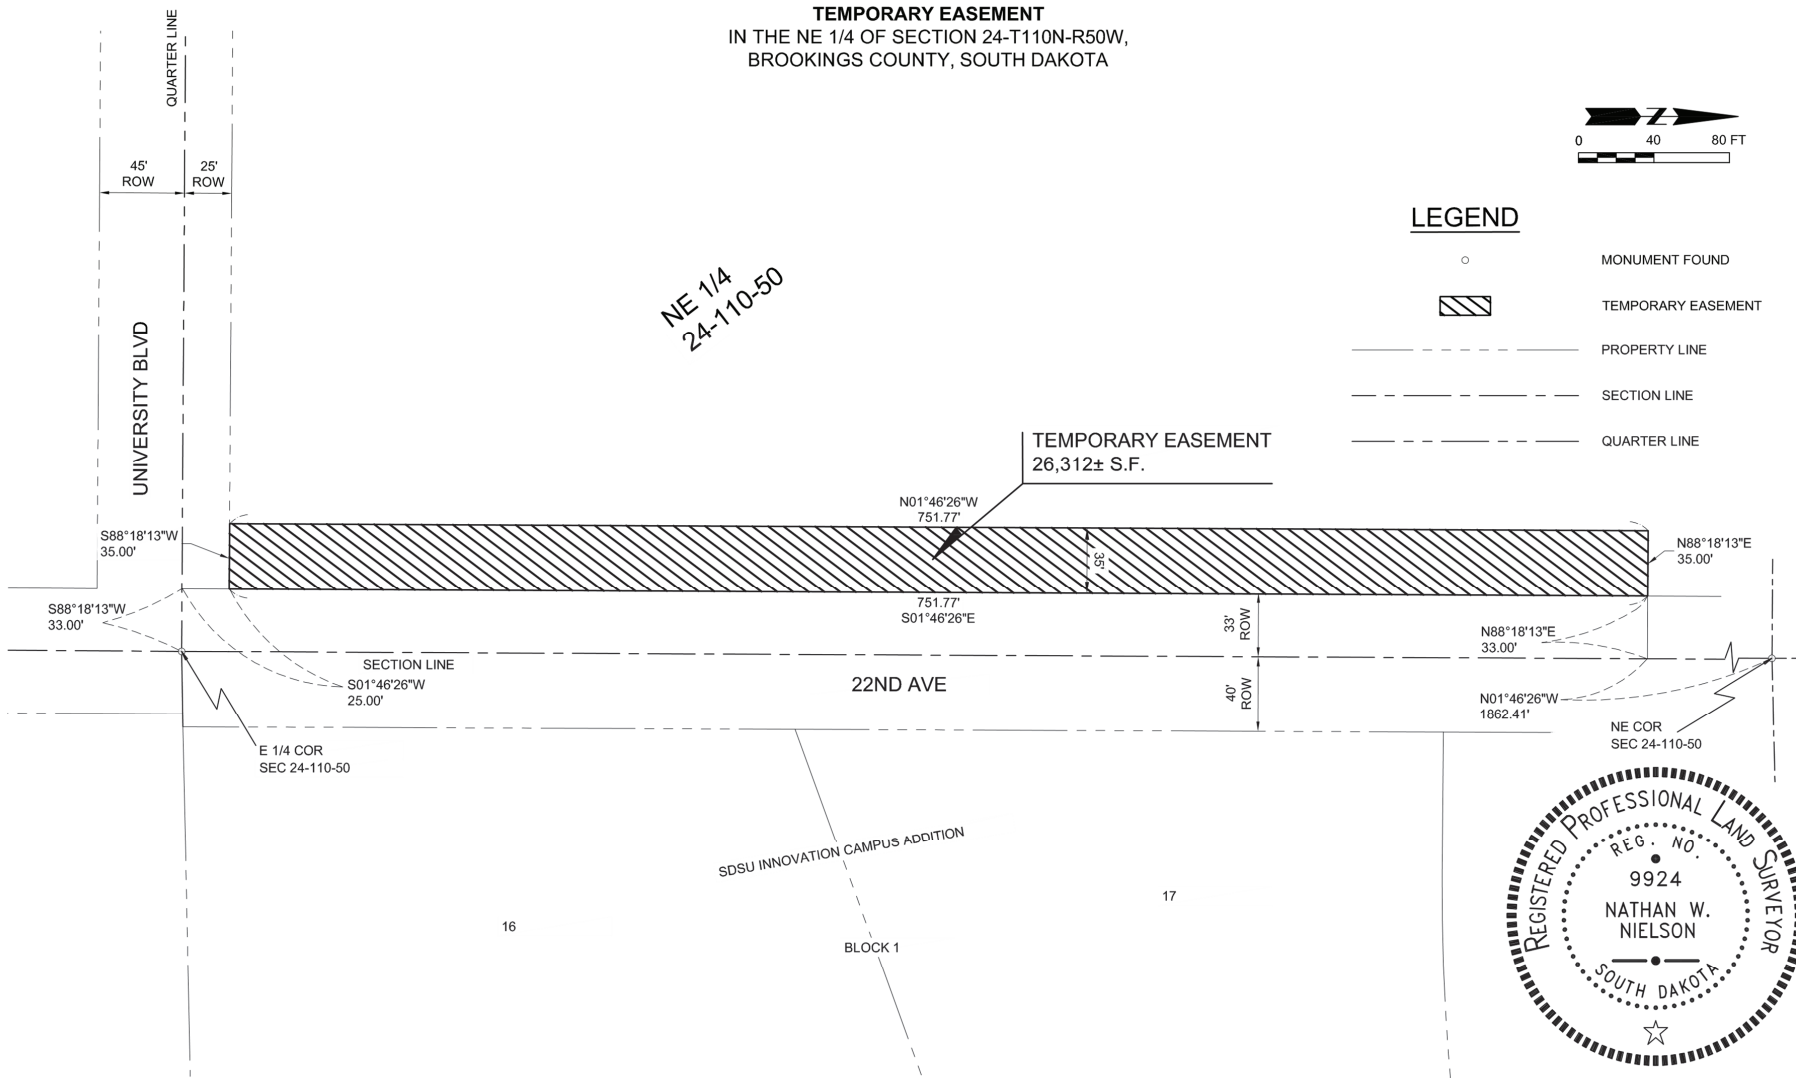 TEMPORARY EASEMENT
IN THE NE 1/4 OF SECTION 24-T110N-R50W,
BROOKINGS COUNTY, SOUTH DAKOTA
QUARTER LINE
45'
ROW
25'
ROW
UNIVERSITY BLVD
NE 1/4
24-110-50
Z
0 40 80 FT
LEGEND
MONUMENT FOUND
TEMPORARY EASEMENT
PROPERTY LINE
SECTION LINE
QUARTER LINE
TEMPORARY EASEMENT
26,312± S.F.
N01°46'26"W
751.77'
S88°18'13"W
35.00'
35'
N88°18'13"E
35.00'
751.77'
S01°46'26"E
S88°18'13"W
33.00'
33'
ROW
N88°18'13"E
33.00'
SECTION LINE
S01°46'26"W
25.00'
22ND AVE
40'
ROW
N01°46'26"W
1862.41'
E 1/4 COR
SEC 24-110-50
NE COR
SEC 24-110-50
SDSU INNOVATION CAMPUS ADDITION
16
17
BLOCK 1
REGISTERED PROFESSIONAL LAND SURVEYOR
REG. NO.
9924
NATHAN W.
NIELSON
SOUTH DAKOTA